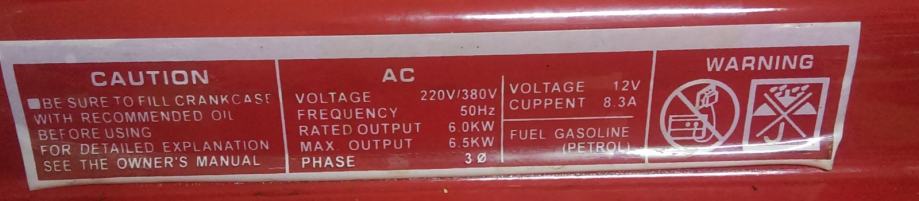 CAUTION
■BE SURE TO FILL CRANKCASE
WITH RECOMMENDED OIL
BEFORE USING
FOR DETAILED EXPLANATION
SEE THE OWNER'S MANUAL
AC
VOLTAGE 220V/380V
FREQUENCY 50Hz
RATED OUTPUT 6.0KW
MAX. OUTPUT 6.5KW
PHASE 3 Ø
VOLTAGE 12V
CUPPENT 8.3A
FUEL GASOLINE
(PETROL)
WARNING